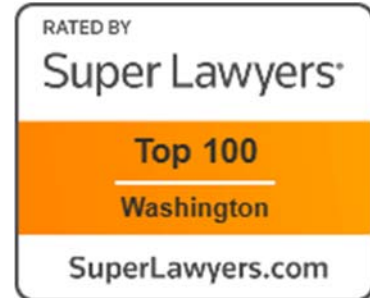 RATED BY
Super Lawyers®
Top 100
Washington
SuperLawyers.com